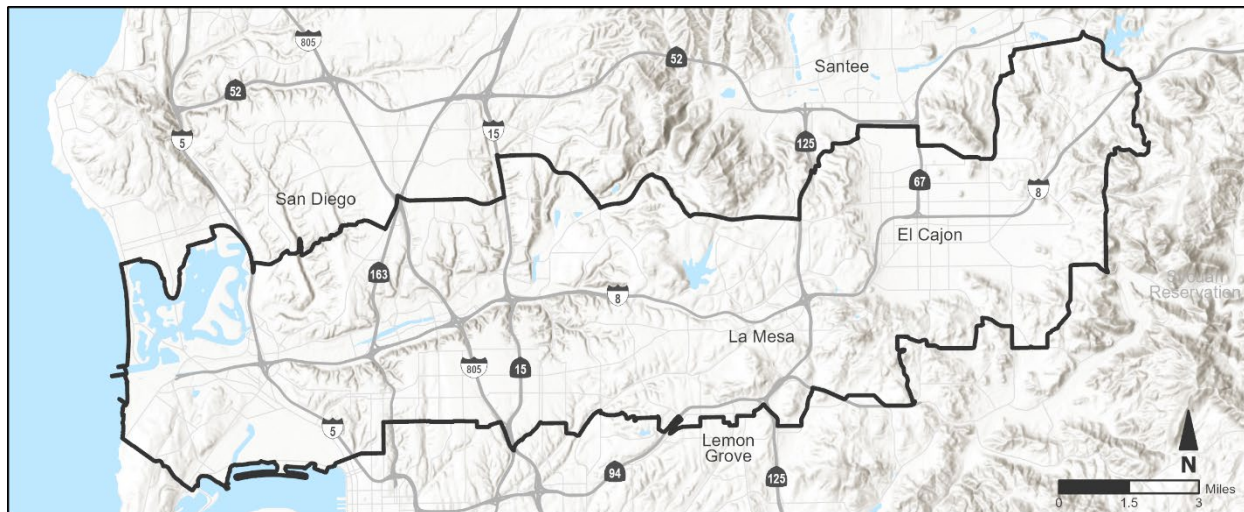 805
52
Santee
52
5
15
125
67
San Diego
8
El Cajon
163
Sycuan
Reservation
8
La Mesa
805
15
5
Lemon
Grove
94
125
N
Miles
0
1.5
3